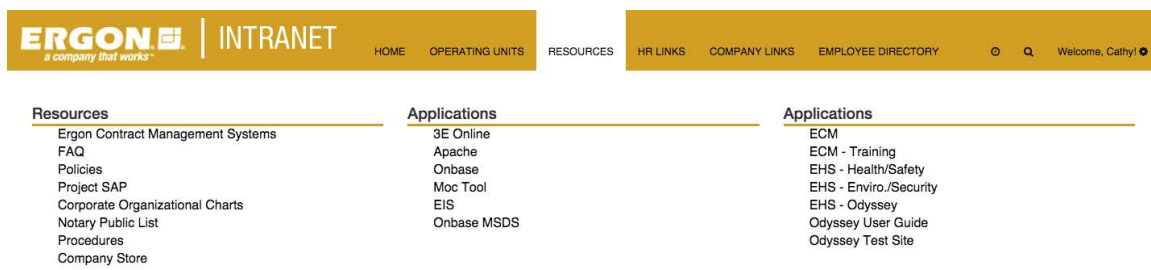 ERGON. INTRANET
a company that works℠
HOME OPERATING UNITS RESOURCES HR LINKS COMPANY LINKS EMPLOYEE DIRECTORY Welcome, Cathy!
Resources
Ergon Contract Management Systems
FAQ
Policies
Project SAP
Corporate Organizational Charts
Notary Public List
Procedures
Company Store
Applications
3E Online
Apache
Onbase
Moc Tool
EIS
Onbase MSDS
Applications
ECM
ECM - Training
EHS - Health/Safety
EHS - Enviro./Security
EHS - Odyssey
Odyssey User Guide
Odyssey Test Site